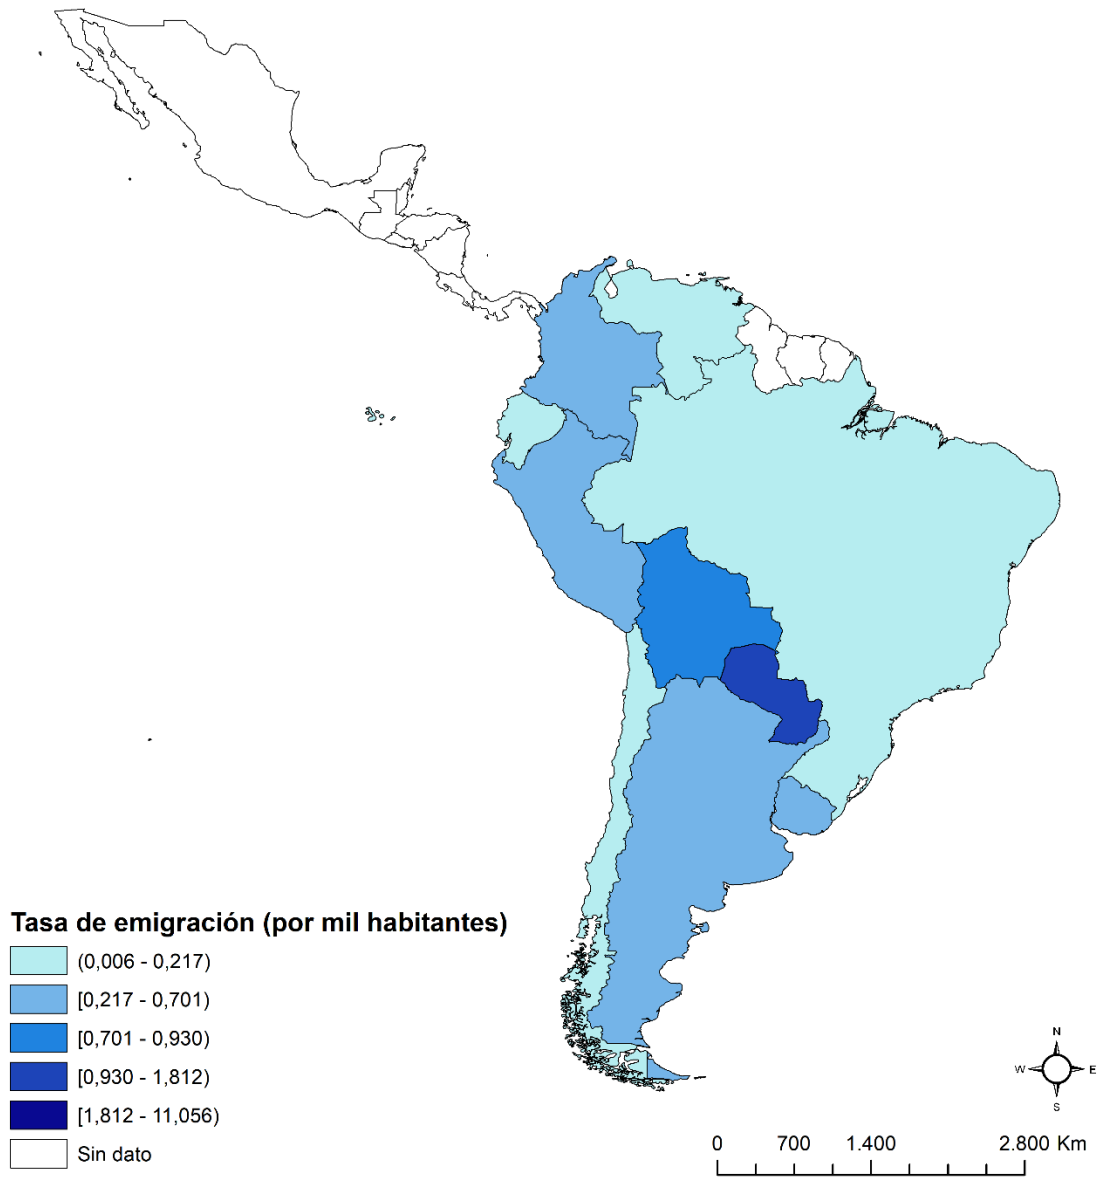 Tasa de emigración (por mil habitantes)
(0,006 - 0,217)
[0,217 - 0,701)
[0,701 - 0,930)
[0,930 - 1,812)
[1,812 - 11,056)
Sin dato
N
W E
S
0 700 1.400 2.800 Km